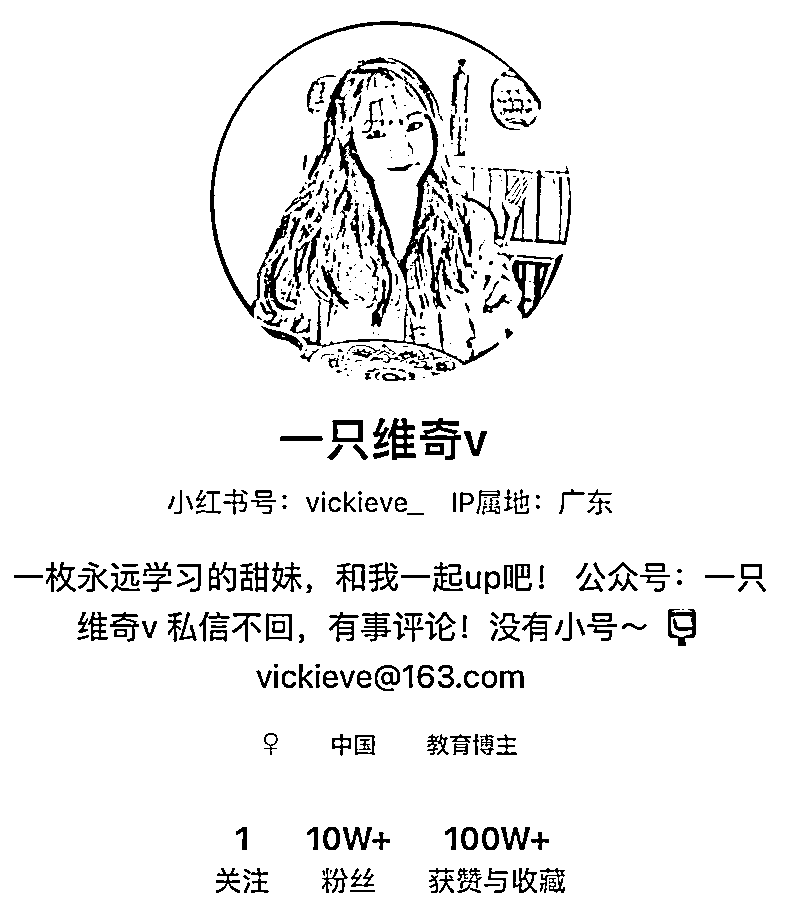 一只维奇v
小红书号：vickieve_ IP属地：广东
一枚永远学习的甜妹，和我一起up吧！ 公众号：一只
维奇v 私信不回，有事评论！没有小号～
vickieve@163.com
♀ 中国 教育博主
1 10W+ 100W+
关注 粉丝 获赞与收藏